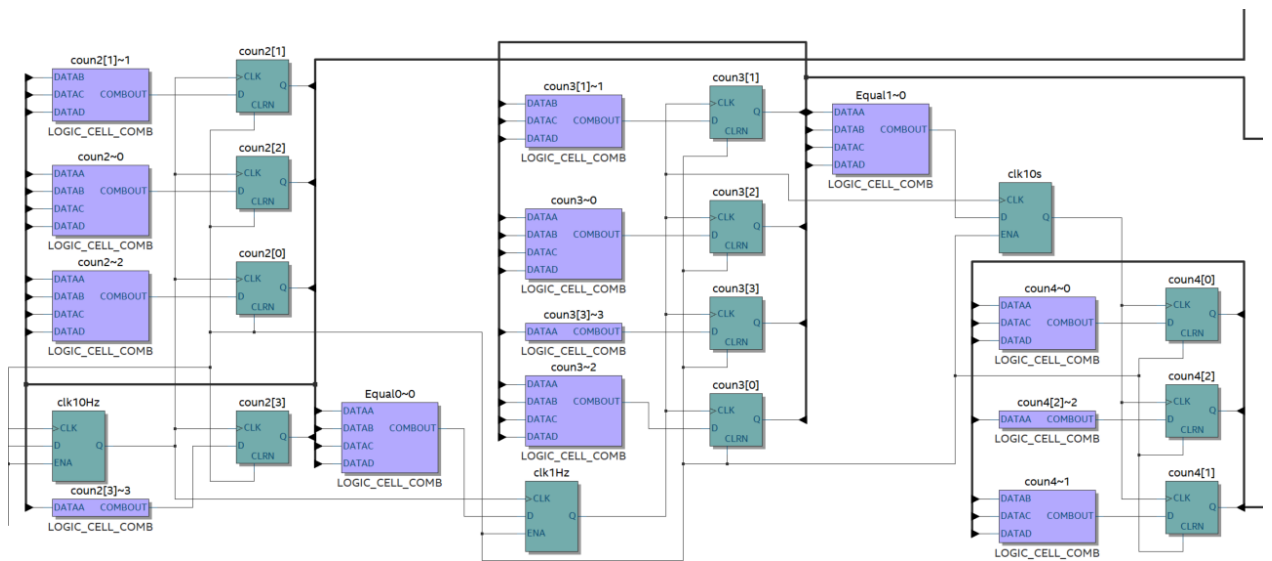 coun2[1]~1
DATAB
DATAC COMBOUT
DATAD
LOGIC_CELL_COMB
coun2[1]
CLK
D Q
CLRN
coun2~0
DATAA
DATAB COMBOUT
DATAC
DATAD
LOGIC_CELL_COMB
coun2[2]
CLK
D Q
CLRN
coun2~2
DATAA
DATAB COMBOUT
DATAC
DATAD
LOGIC_CELL_COMB
coun2[0]
CLK
D Q
CLRN
clk10Hz
CLK
D Q
ENA
coun2[3]
CLK
D Q
CLRN
coun2[3]~3
DATAA COMBOUT
LOGIC_CELL_COMB
Equal0~0
DATAA
DATAB COMBOUT
DATAC
DATAD
LOGIC_CELL_COMB
clk1Hz
CLK
D Q
ENA
coun3[1]~1
DATAB
DATAC COMBOUT
DATAD
LOGIC_CELL_COMB
coun3[1]
CLK
D Q
CLRN
coun3~0
DATAA
DATAB COMBOUT
DATAC
DATAD
LOGIC_CELL_COMB
coun3[2]
CLK
D Q
CLRN
coun3[3]~3
DATAA COMBOUT
LOGIC_CELL_COMB
coun3[3]
CLK
D Q
CLRN
coun3~2
DATAA
DATAB COMBOUT
DATAC
DATAD
LOGIC_CELL_COMB
coun3[0]
CLK
D Q
CLRN
Equal1~0
DATAA
DATAB COMBOUT
DATAC
DATAD
LOGIC_CELL_COMB
clk10s
CLK
D Q
ENA
coun4~0
DATAA
DATAC COMBOUT
DATAD
LOGIC_CELL_COMB
coun4[0]
CLK
D Q
CLRN
coun4[2]~2
DATAA COMBOUT
LOGIC_CELL_COMB
coun4[2]
CLK
D Q
CLRN
coun4~1
DATAB
DATAC COMBOUT
DATAD
LOGIC_CELL_COMB
coun4[1]
CLK
D Q
CLRN